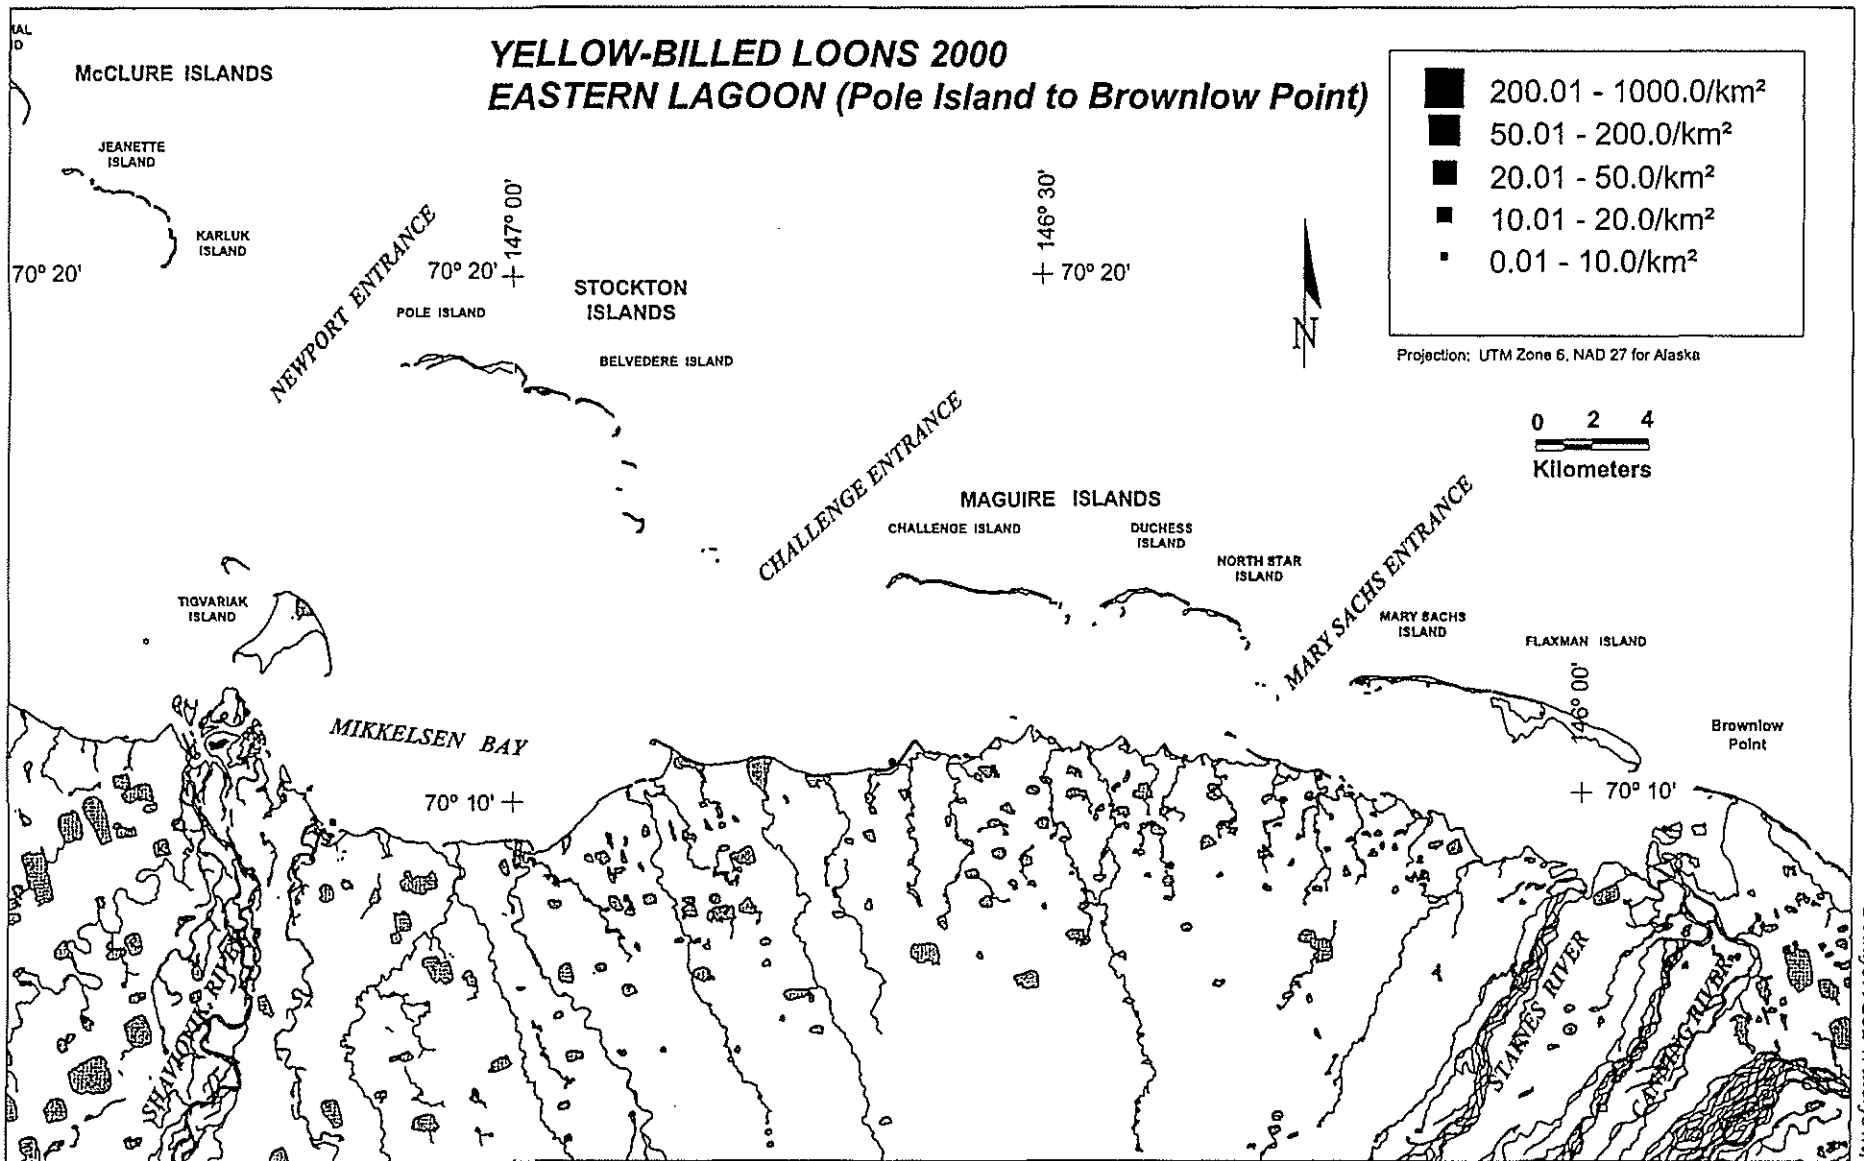 YELLOW-BILLED LOONS 2000
EASTERN LAGOON (Pole Island to Brownlow Point)
McCLURE ISLANDS
JEANETTE
ISLAND
KARLUK
ISLAND
70° 20'
NEWPORT ENTRANCE
147° 00'
70° 20'
146° 30'
70° 20'
STOCKTON
ISLANDS
POLE ISLAND
BELVEDERE ISLAND
N
200.01 - 1000.0/km²
50.01 - 200.0/km²
20.01 - 50.0/km²
10.01 - 20.0/km²
0.01 - 10.0/km²
Projection: UTM Zone 6, NAD 27 for Alaska
0 2 4
Kilometers
CHALLENGE ENTRANCE
MAGUIRE ISLANDS
CHALLENGE ISLAND
DUCHESS
ISLAND
NORTH STAR
ISLAND
MARY SACHS ENTRANCE
MARY SACHS
ISLAND
FLAXMAN ISLAND
146° 00'
Brownlow
Point
TIGVARIAK
ISLAND
MIKKELSEN BAY
70° 10'
70° 10'
SHAVIOVIK RIVER
STAKNES RIVER
CANNING RIVER